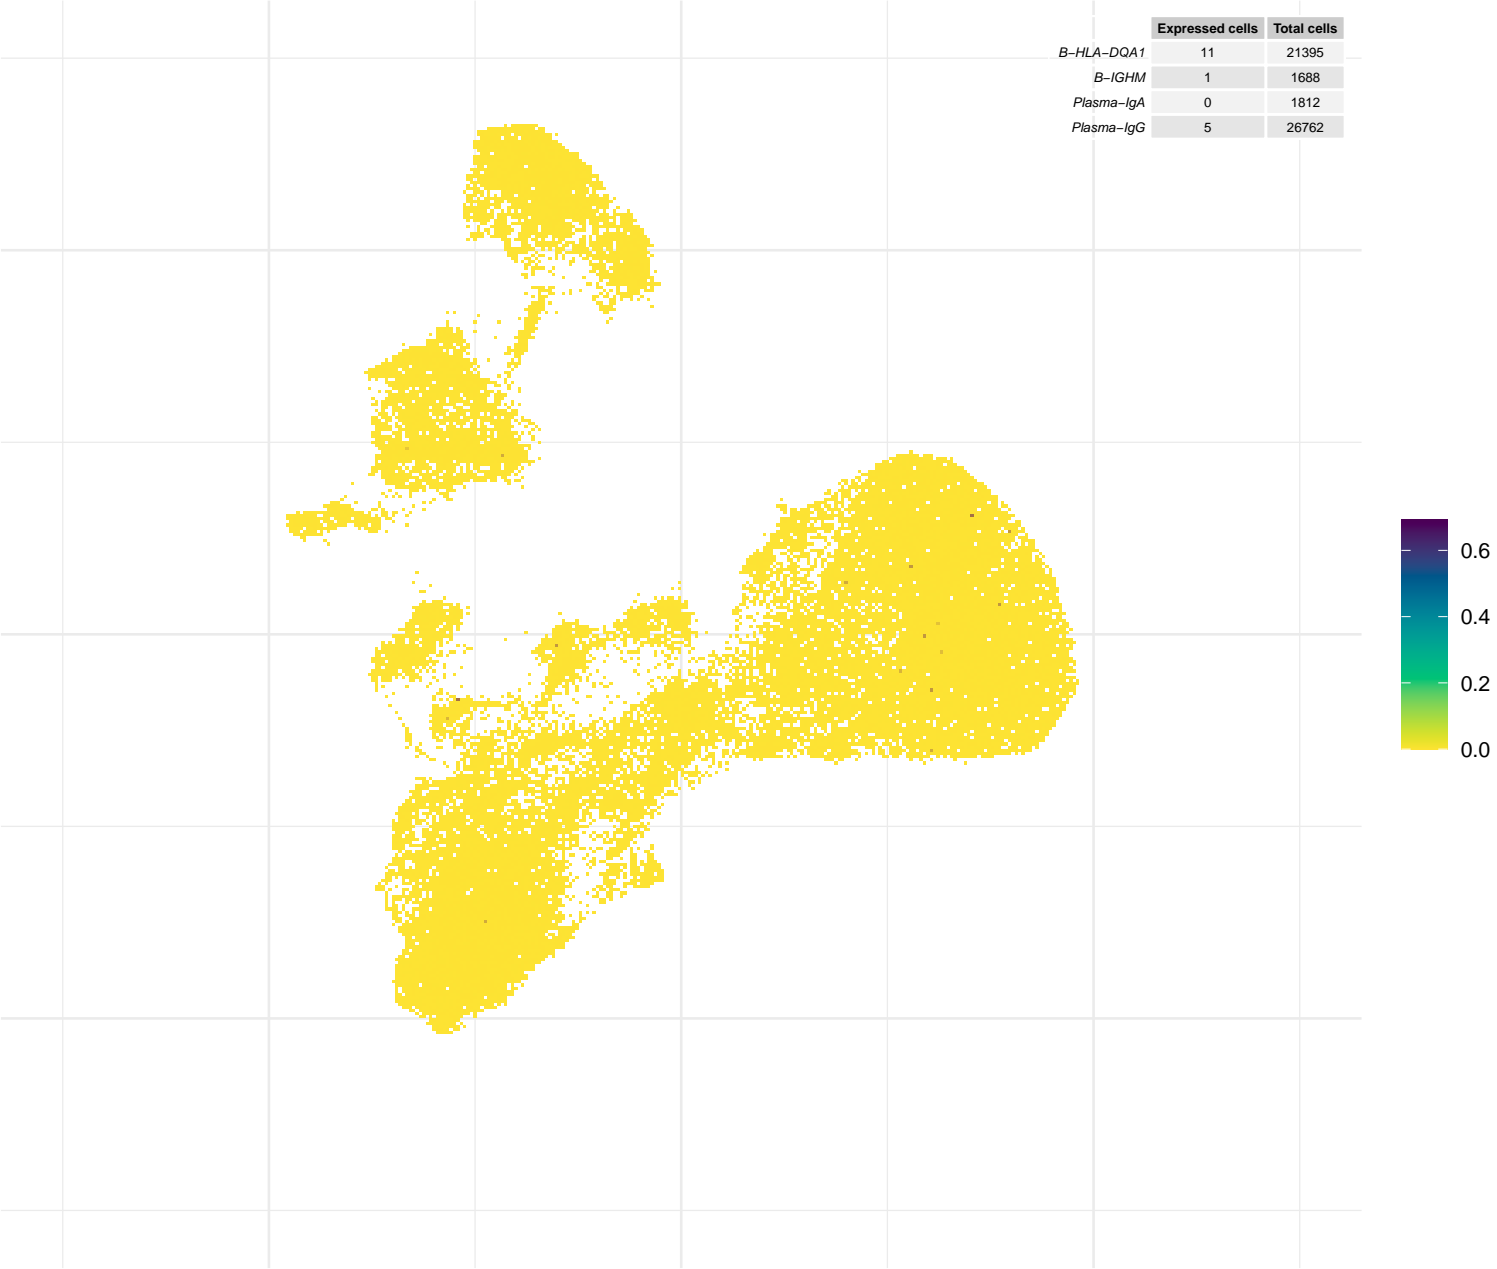 Expressed cells Total cells
B−HLA−DQA1 11 21395
B−IGHM 1 1688
Plasma−IgA 0 1812
Plasma−IgG 5 26762
0.6
0.4
0.2
0.0